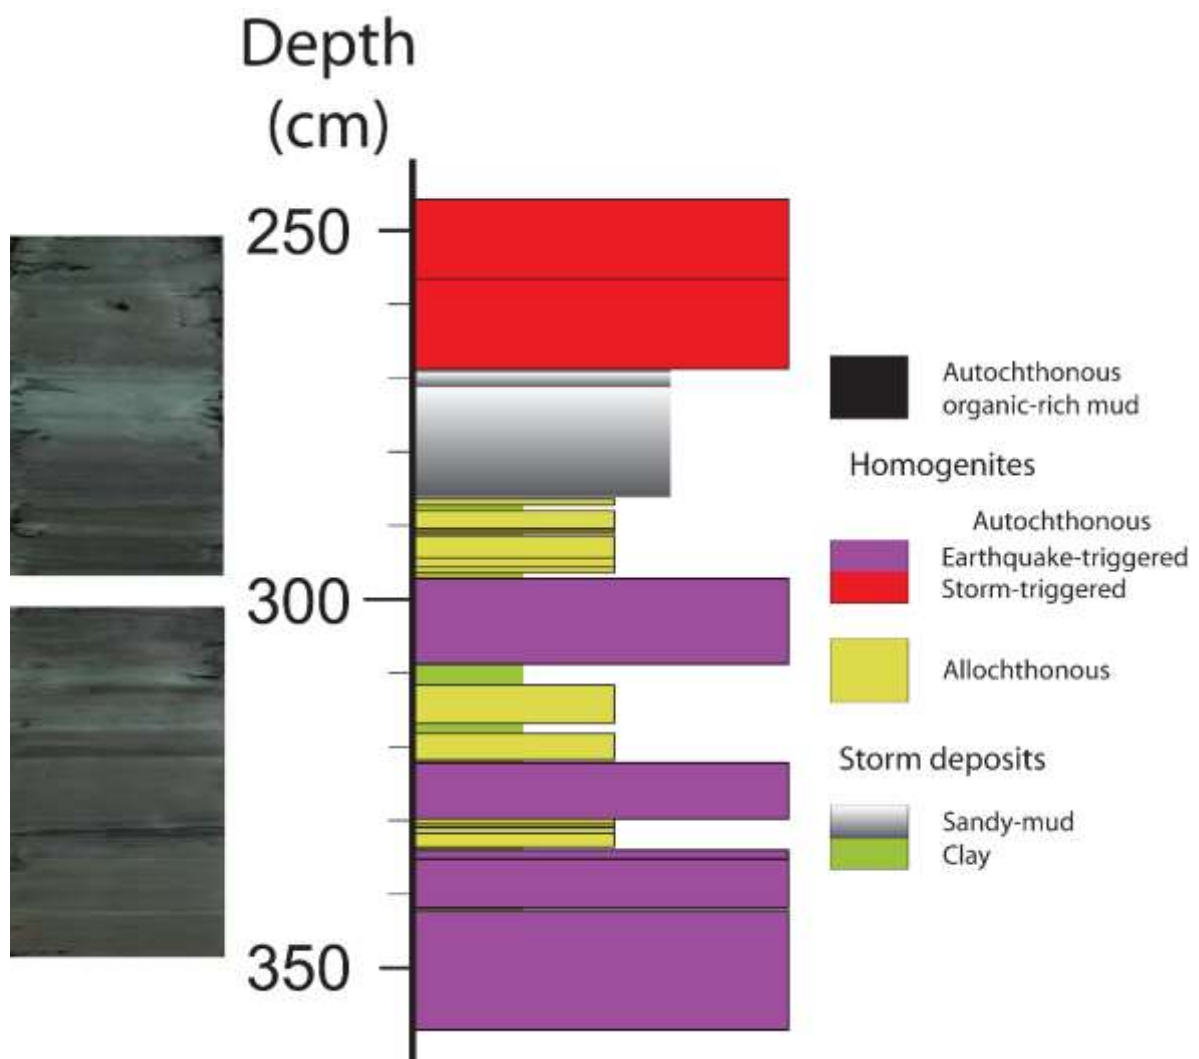 Depth
(cm)
250
300
350
Autochthonous
organic-rich mud
Homogenites
Autochthonous
Earthquake-triggered
Storm-triggered
Allochthonous
Storm deposits
Sandy-mud
Clay